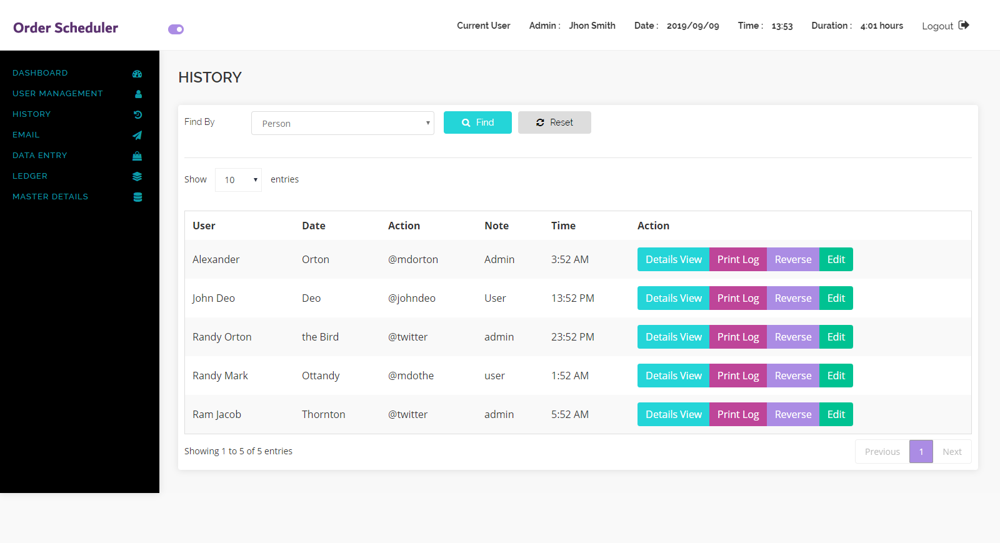 Order Scheduler
Current User Admin : Jhon Smith Date : 2019/09/09 Time : 13:53 Duration : 4:01 hours Logout
DASHBOARD
USER MANAGEMENT
HISTORY
EMAIL
DATA ENTRY
LEDGER
MASTER DETAILS
HISTORY
Find By Person Find Reset
Show 10 entries
User Date Action Note Time Action
Alexander Orton @mdorton Admin 3:52 AM Details View Print Log Reverse Edit
John Deo Deo @johndeo User 13:52 PM Details View Print Log Reverse Edit
Randy Orton the Bird @twitter admin 23:52 PM Details View Print Log Reverse Edit
Randy Mark Ottandy @mdothe user 1:52 AM Details View Print Log Reverse Edit
Ram Jacob Thornton @twitter admin 5:52 AM Details View Print Log Reverse Edit
Showing 1 to 5 of 5 entries Previous 1 Next